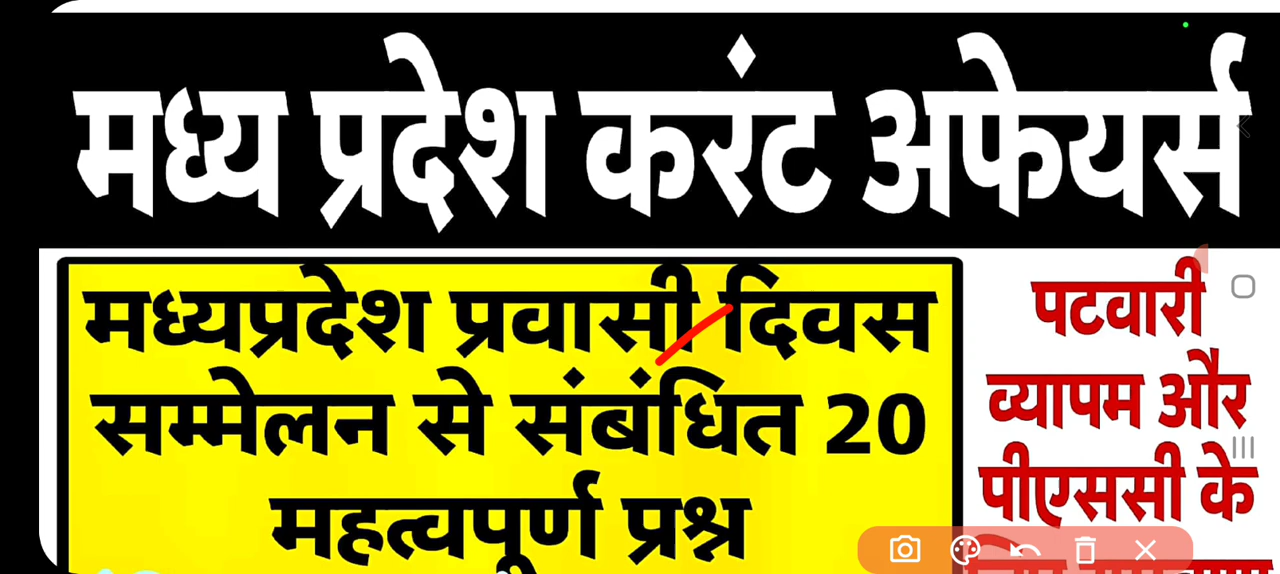 मध्य प्रदेश करंट अफेयर्स
मध्यप्रदेश प्रवासी दिवस
सम्मेलन से संबंधित 20
महत्वपूर्ण प्रश्न
पटवारी
व्यापम और
पीएससी के